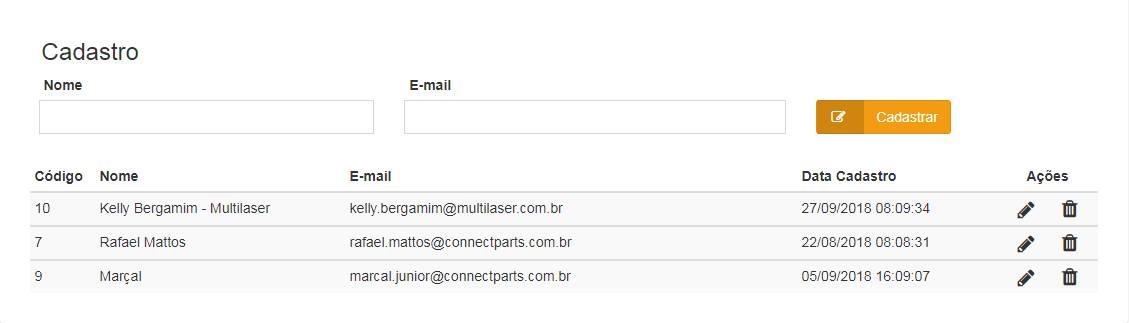 Cadastro
Nome E-mail
Cadastrar
Código Nome E-mail Data Cadastro Ações
10 Kelly Bergamim - Multilaser kelly.bergamim@multilaser.com.br 27/09/2018 08:09:34
7 Rafael Mattos rafael.mattos@connectparts.com.br 22/08/2018 08:08:31
9 Marçal marcal.junior@connectparts.com.br 05/09/2018 16:09:07